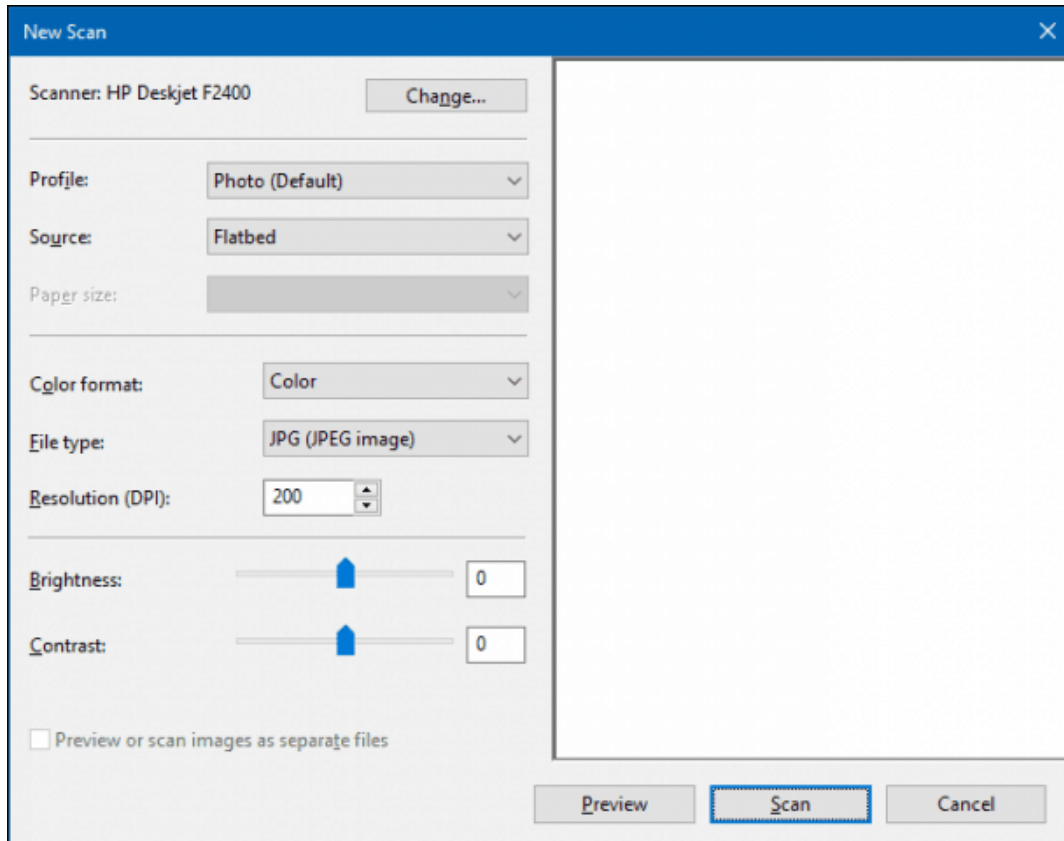 New Scan
Scanner: HP Deskjet F2400
Change...
Profile:
Photo (Default)
Source:
Flatbed
Paper size:
Color format:
Color
File type:
JPG (JPEG image)
Resolution (DPI):
200
Brightness:
0
Contrast:
0
Preview or scan images as separate files
Preview
Scan
Cancel